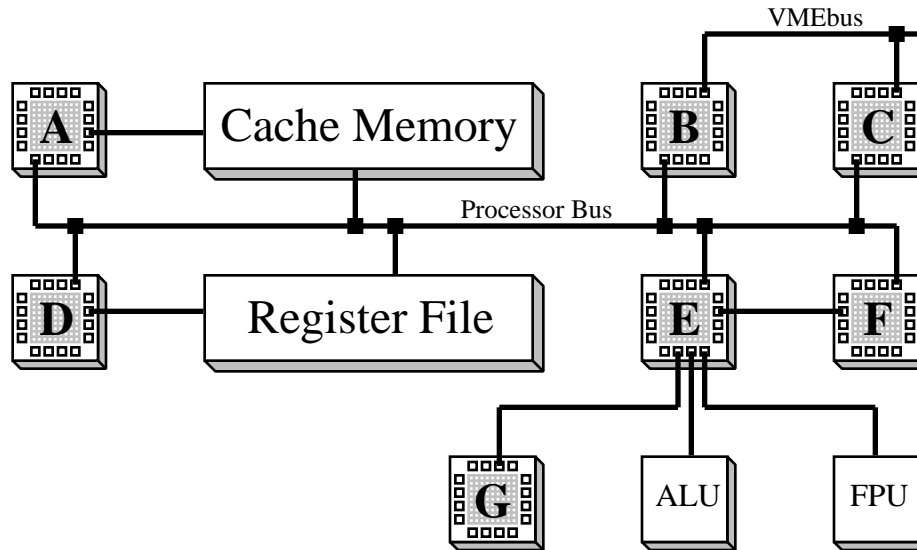 VMEbus
A
Cache Memory
B
C
Processor Bus
D
Register File
E
F
G
ALU
FPU